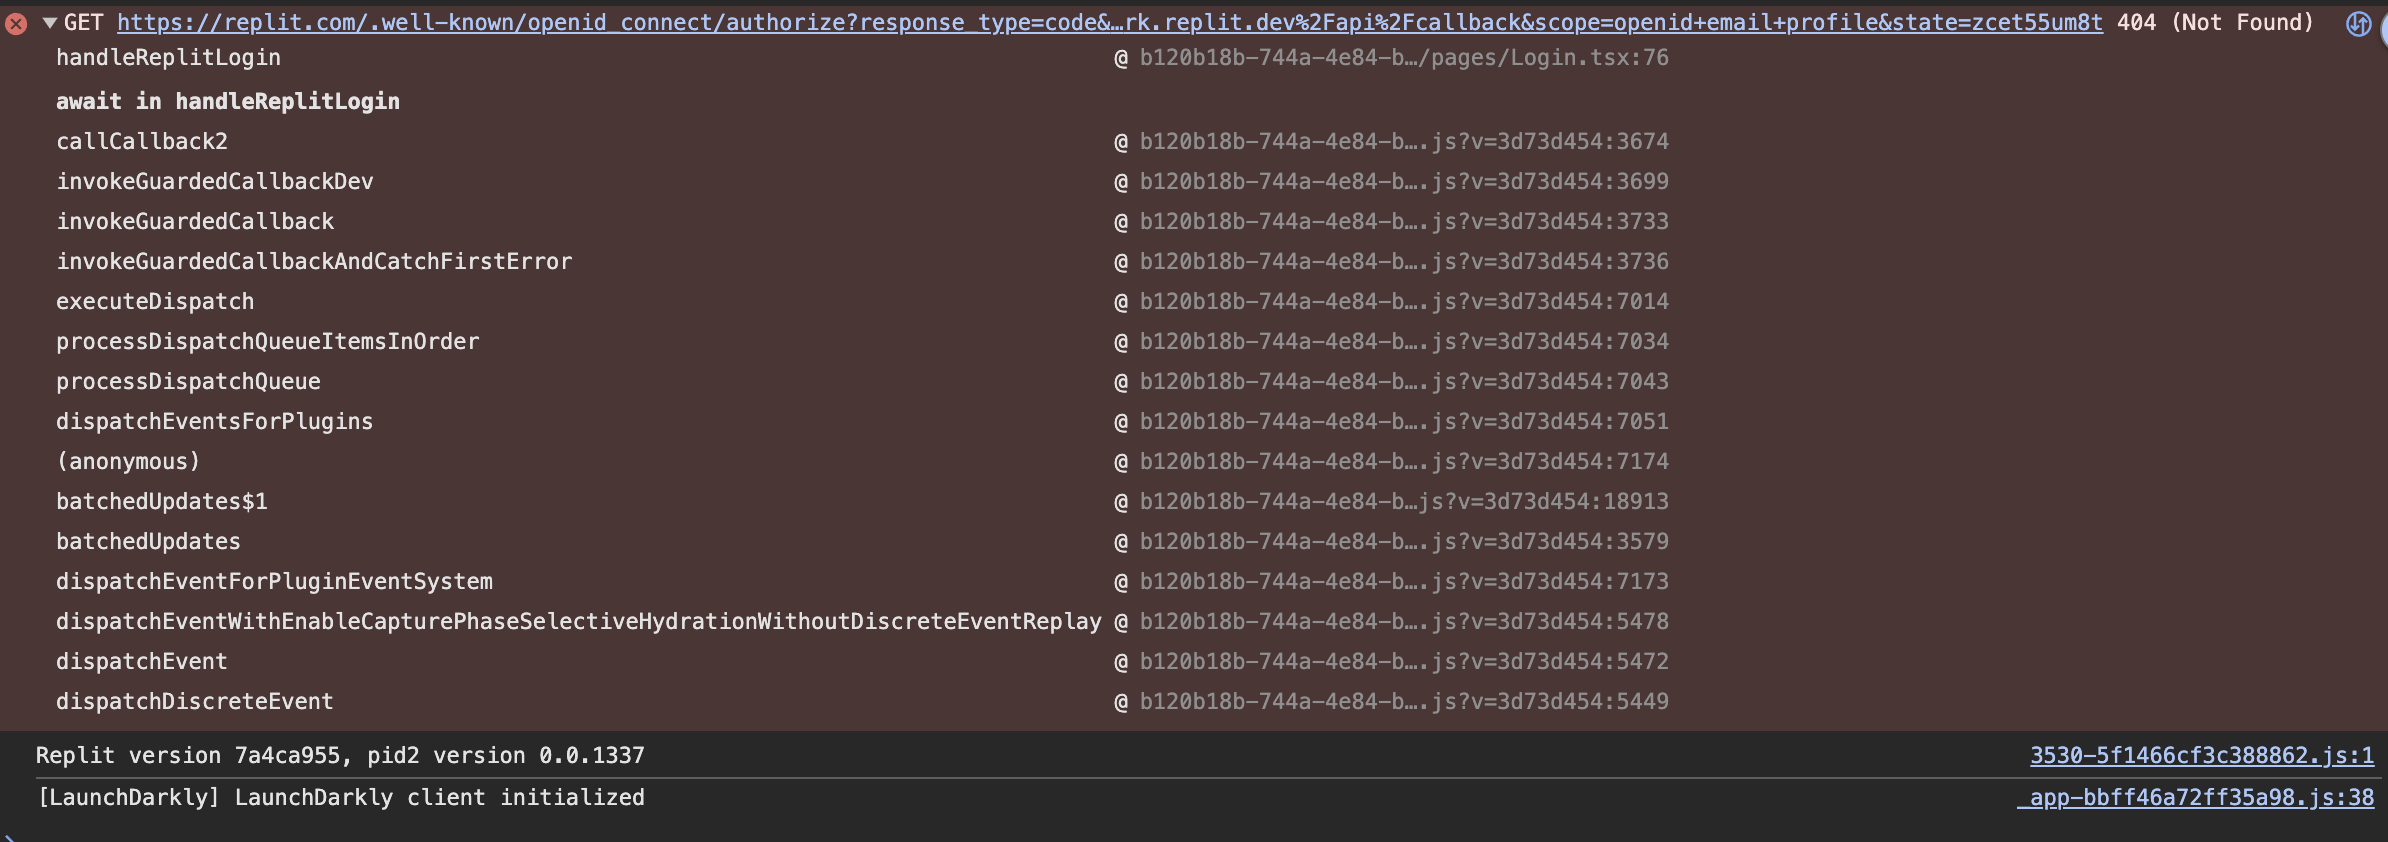 GET https://replit.com/.well-known/openid_connect/authorize?response_type=code&…rk.replit.dev%2Fapi%2Fcallback&scope=openid+email+profile&state=zcet55um8t 404 (Not Found)
handleReplitLogin @ b120b18b-744a-4e84-b…/pages/Login.tsx:76
await in handleReplitLogin
callCallback2 @ b120b18b-744a-4e84-b….js?v=3d73d454:3674
invokeGuardedCallbackDev @ b120b18b-744a-4e84-b….js?v=3d73d454:3699
invokeGuardedCallback @ b120b18b-744a-4e84-b….js?v=3d73d454:3733
invokeGuardedCallbackAndCatchFirstError @ b120b18b-744a-4e84-b….js?v=3d73d454:3736
executeDispatch @ b120b18b-744a-4e84-b….js?v=3d73d454:7014
processDispatchQueueItemsInOrder @ b120b18b-744a-4e84-b….js?v=3d73d454:7034
processDispatchQueue @ b120b18b-744a-4e84-b….js?v=3d73d454:7043
dispatchEventsForPlugins @ b120b18b-744a-4e84-b….js?v=3d73d454:7051
(anonymous) @ b120b18b-744a-4e84-b….js?v=3d73d454:7174
batchedUpdates$1 @ b120b18b-744a-4e84-b…js?v=3d73d454:18913
batchedUpdates @ b120b18b-744a-4e84-b….js?v=3d73d454:3579
dispatchEventForPluginEventSystem @ b120b18b-744a-4e84-b….js?v=3d73d454:7173
dispatchEventWithEnableCapturePhaseSelectiveHydrationWithoutDiscreteEventReplay @ b120b18b-744a-4e84-b….js?v=3d73d454:5478
dispatchEvent @ b120b18b-744a-4e84-b….js?v=3d73d454:5472
dispatchDiscreteEvent @ b120b18b-744a-4e84-b….js?v=3d73d454:5449
Replit version 7a4ca955, pid2 version 0.0.1337 3530-5f1466cf3c388862.js:1
[LaunchDarkly] LaunchDarkly client initialized _app-bbff46a72ff35a98.js:38